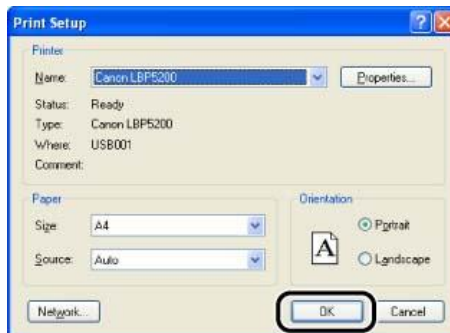 Print Setup
Printer
Name: Canon LBP5200 Properties...
Status: Ready
Type: Canon LBP5200
Where: USB001
Comment:
Paper Orientation
Size: A4 Portrait
Source: Auto A Landscape
Network... OK Cancel